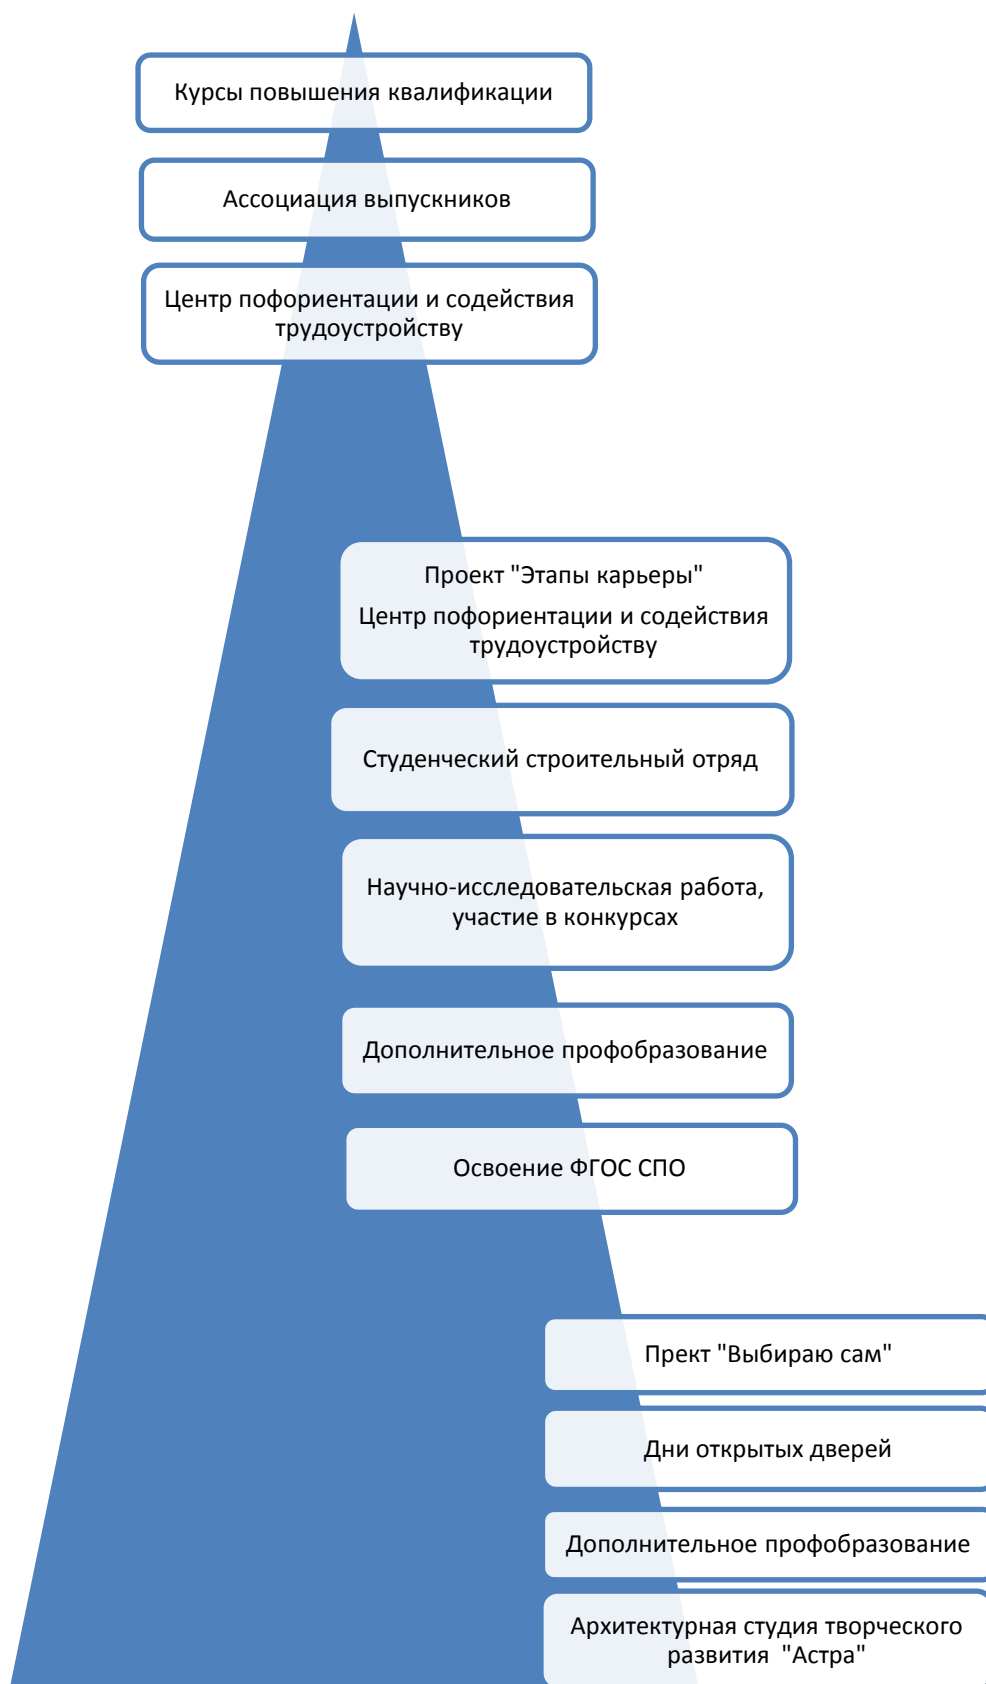 Курсы повышения квалификации
Ассоциация выпускников
Центр пофориентации и содействия
трудоустройству
Проект "Этапы карьеры"
Центр пофориентации и содействия
трудоустройству
Студенческий строительный отряд
Научно-исследовательская работа,
участие в конкурсах
Дополнительное профобразование
Освоение ФГОС СПО
Прект "Выбираю сам"
Дни открытых дверей
Дополнительное профобразование
Архитектурная студия творческого
развития "Астра"